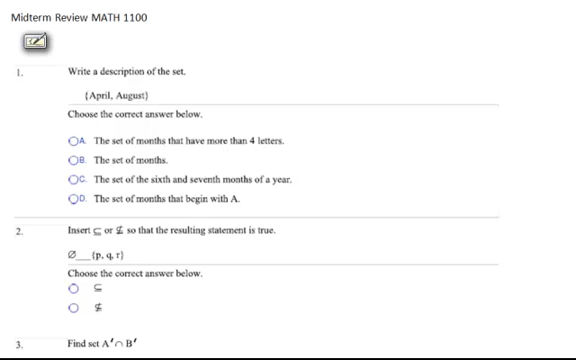 Midterm Review MATH 1100
1. Write a description of the set.
{April, August}
Choose the correct answer below.
A. The set of months that have more than 4 letters.
B. The set of months.
C. The set of the sixth and seventh months of a year.
D. The set of months that begin with A.
2. Insert ⊆ or ⊈ so that the resulting statement is true.
∅__{p, q, r}
Choose the correct answer below.
⊆
⊈
3. Find set A′∩ B′